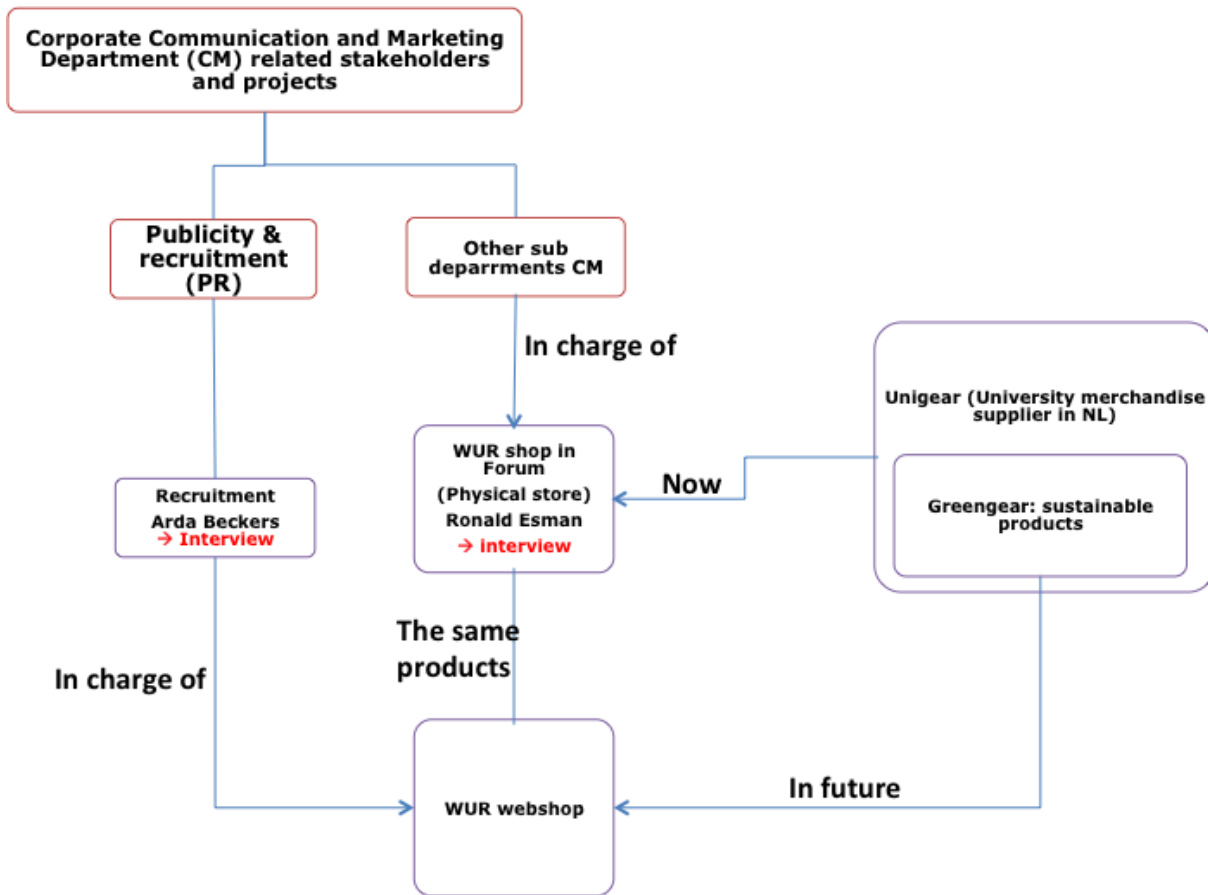 Corporate Communication and Marketing
Department (CM) related stakeholders
and projects
Publicity &
recruitment
(PR)
Other sub
deparrments CM
In charge of
Unigear (University merchandise
supplier in NL)
WUR shop in
Forum
(Physical store)
Ronald Esman
→ interview
Now
Recruitment
Arda Beckers
→ Interview
Greengear: sustainable
products
The same
products
In charge of
In future
WUR webshop